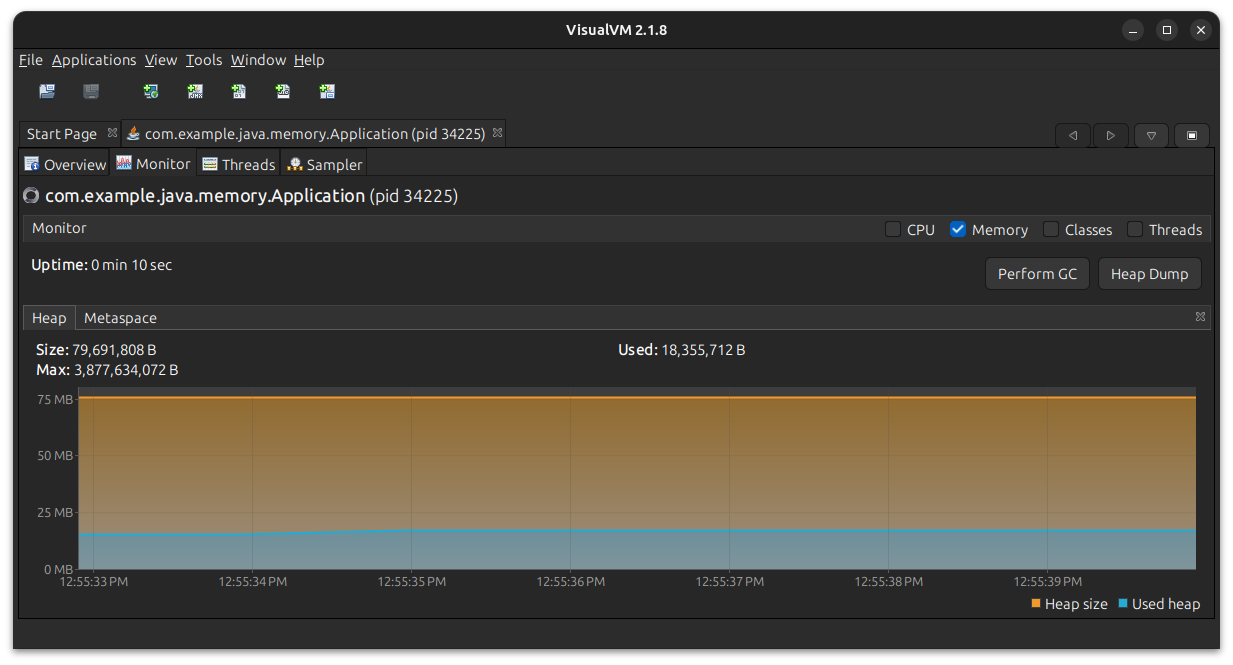 VisualVM 2.1.8
File Applications View Tools Window Help
Start Page com.example.java.memory.Application (pid 34225)
Overview Monitor Threads Sampler
com.example.java.memory.Application (pid 34225)
Monitor CPU Memory Classes Threads
Uptime: 0 min 10 sec
Perform GC Heap Dump
Heap Metaspace
Size: 79,691,808 B Used: 18,355,712 B
Max: 3,877,634,072 B
75 MB
50 MB
25 MB
0 MB
12:55:33 PM 12:55:34 PM 12:55:35 PM 12:55:36 PM 12:55:37 PM 12:55:38 PM 12:55:39 PM
Heap size Used heap